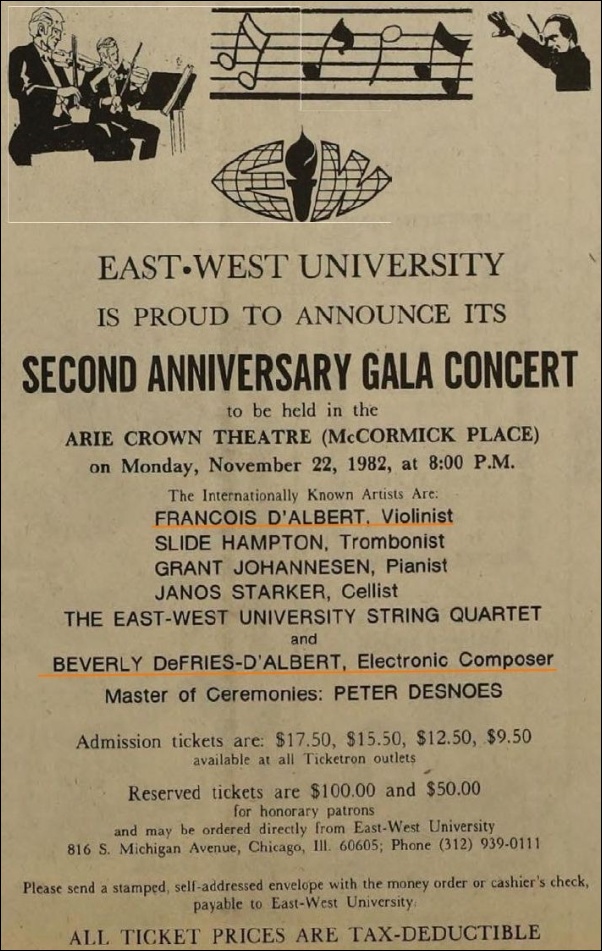 EW
EAST•WEST UNIVERSITY
IS PROUD TO ANNOUNCE ITS
SECOND ANNIVERSARY GALA CONCERT
to be held in the
ARIE CROWN THEATRE (McCORMICK PLACE)
on Monday, November 22, 1982, at 8:00 P.M.
The Internationally Known Artists Are:
FRANCOIS D'ALBERT, Violinist
SLIDE HAMPTON, Trombonist
GRANT JOHANNESEN, Pianist
JANOS STARKER, Cellist
THE EAST-WEST UNIVERSITY STRING QUARTET
and
BEVERLY DeFRIES-D'ALBERT, Electronic Composer
Master of Ceremonies: PETER DESNOES
Admission tickets are: $17.50, $15.50, $12.50, $9.50
available at all Ticketron outlets
Reserved tickets are $100.00 and $50.00
for honorary patrons
and may be ordered directly from East-West University
816 S. Michigan Avenue, Chicago, Ill. 60605; Phone (312) 939-0111
Please send a stamped, self-addressed envelope with the money order or cashier's check,
payable to East-West University.
ALL TICKET PRICES ARE TAX-DEDUCTIBLE